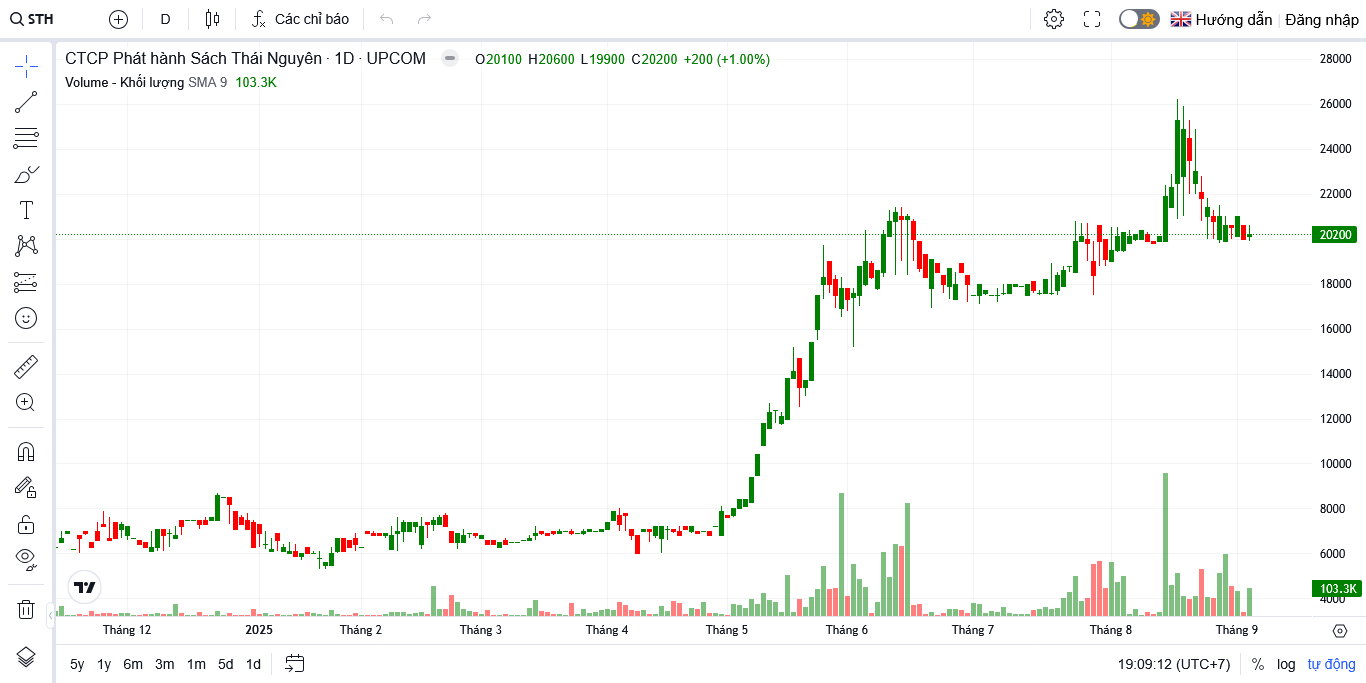 STH D Các chỉ báo Hướng dẫn Đăng nhập
CTCP Phát hành Sách Thái Nguyên · 1D · UPCOM O20100 H20600 L19900 C20200 +200 (+1.00%)
Volume - Khối lượng SMA 9 103.3K
28000
26000
24000
22000
20200
18000
16000
14000
12000
10000
8000
6000
103.3K
4000
Tháng 12 2025 Tháng 2 Tháng 3 Tháng 4 Tháng 5 Tháng 6 Tháng 7 Tháng 8 Tháng 9
5y 1y 6m 3m 1m 5d 1d 19:09:12 (UTC+7) % log tự động